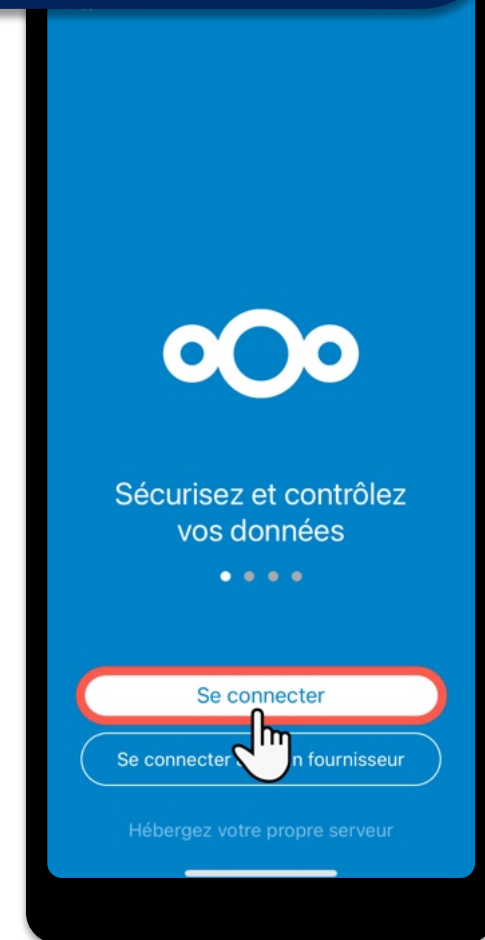 Sécurisez et contrôlez
vos données
Se connecter
Se connecter n fournisseur
Hébergez votre propre serveur